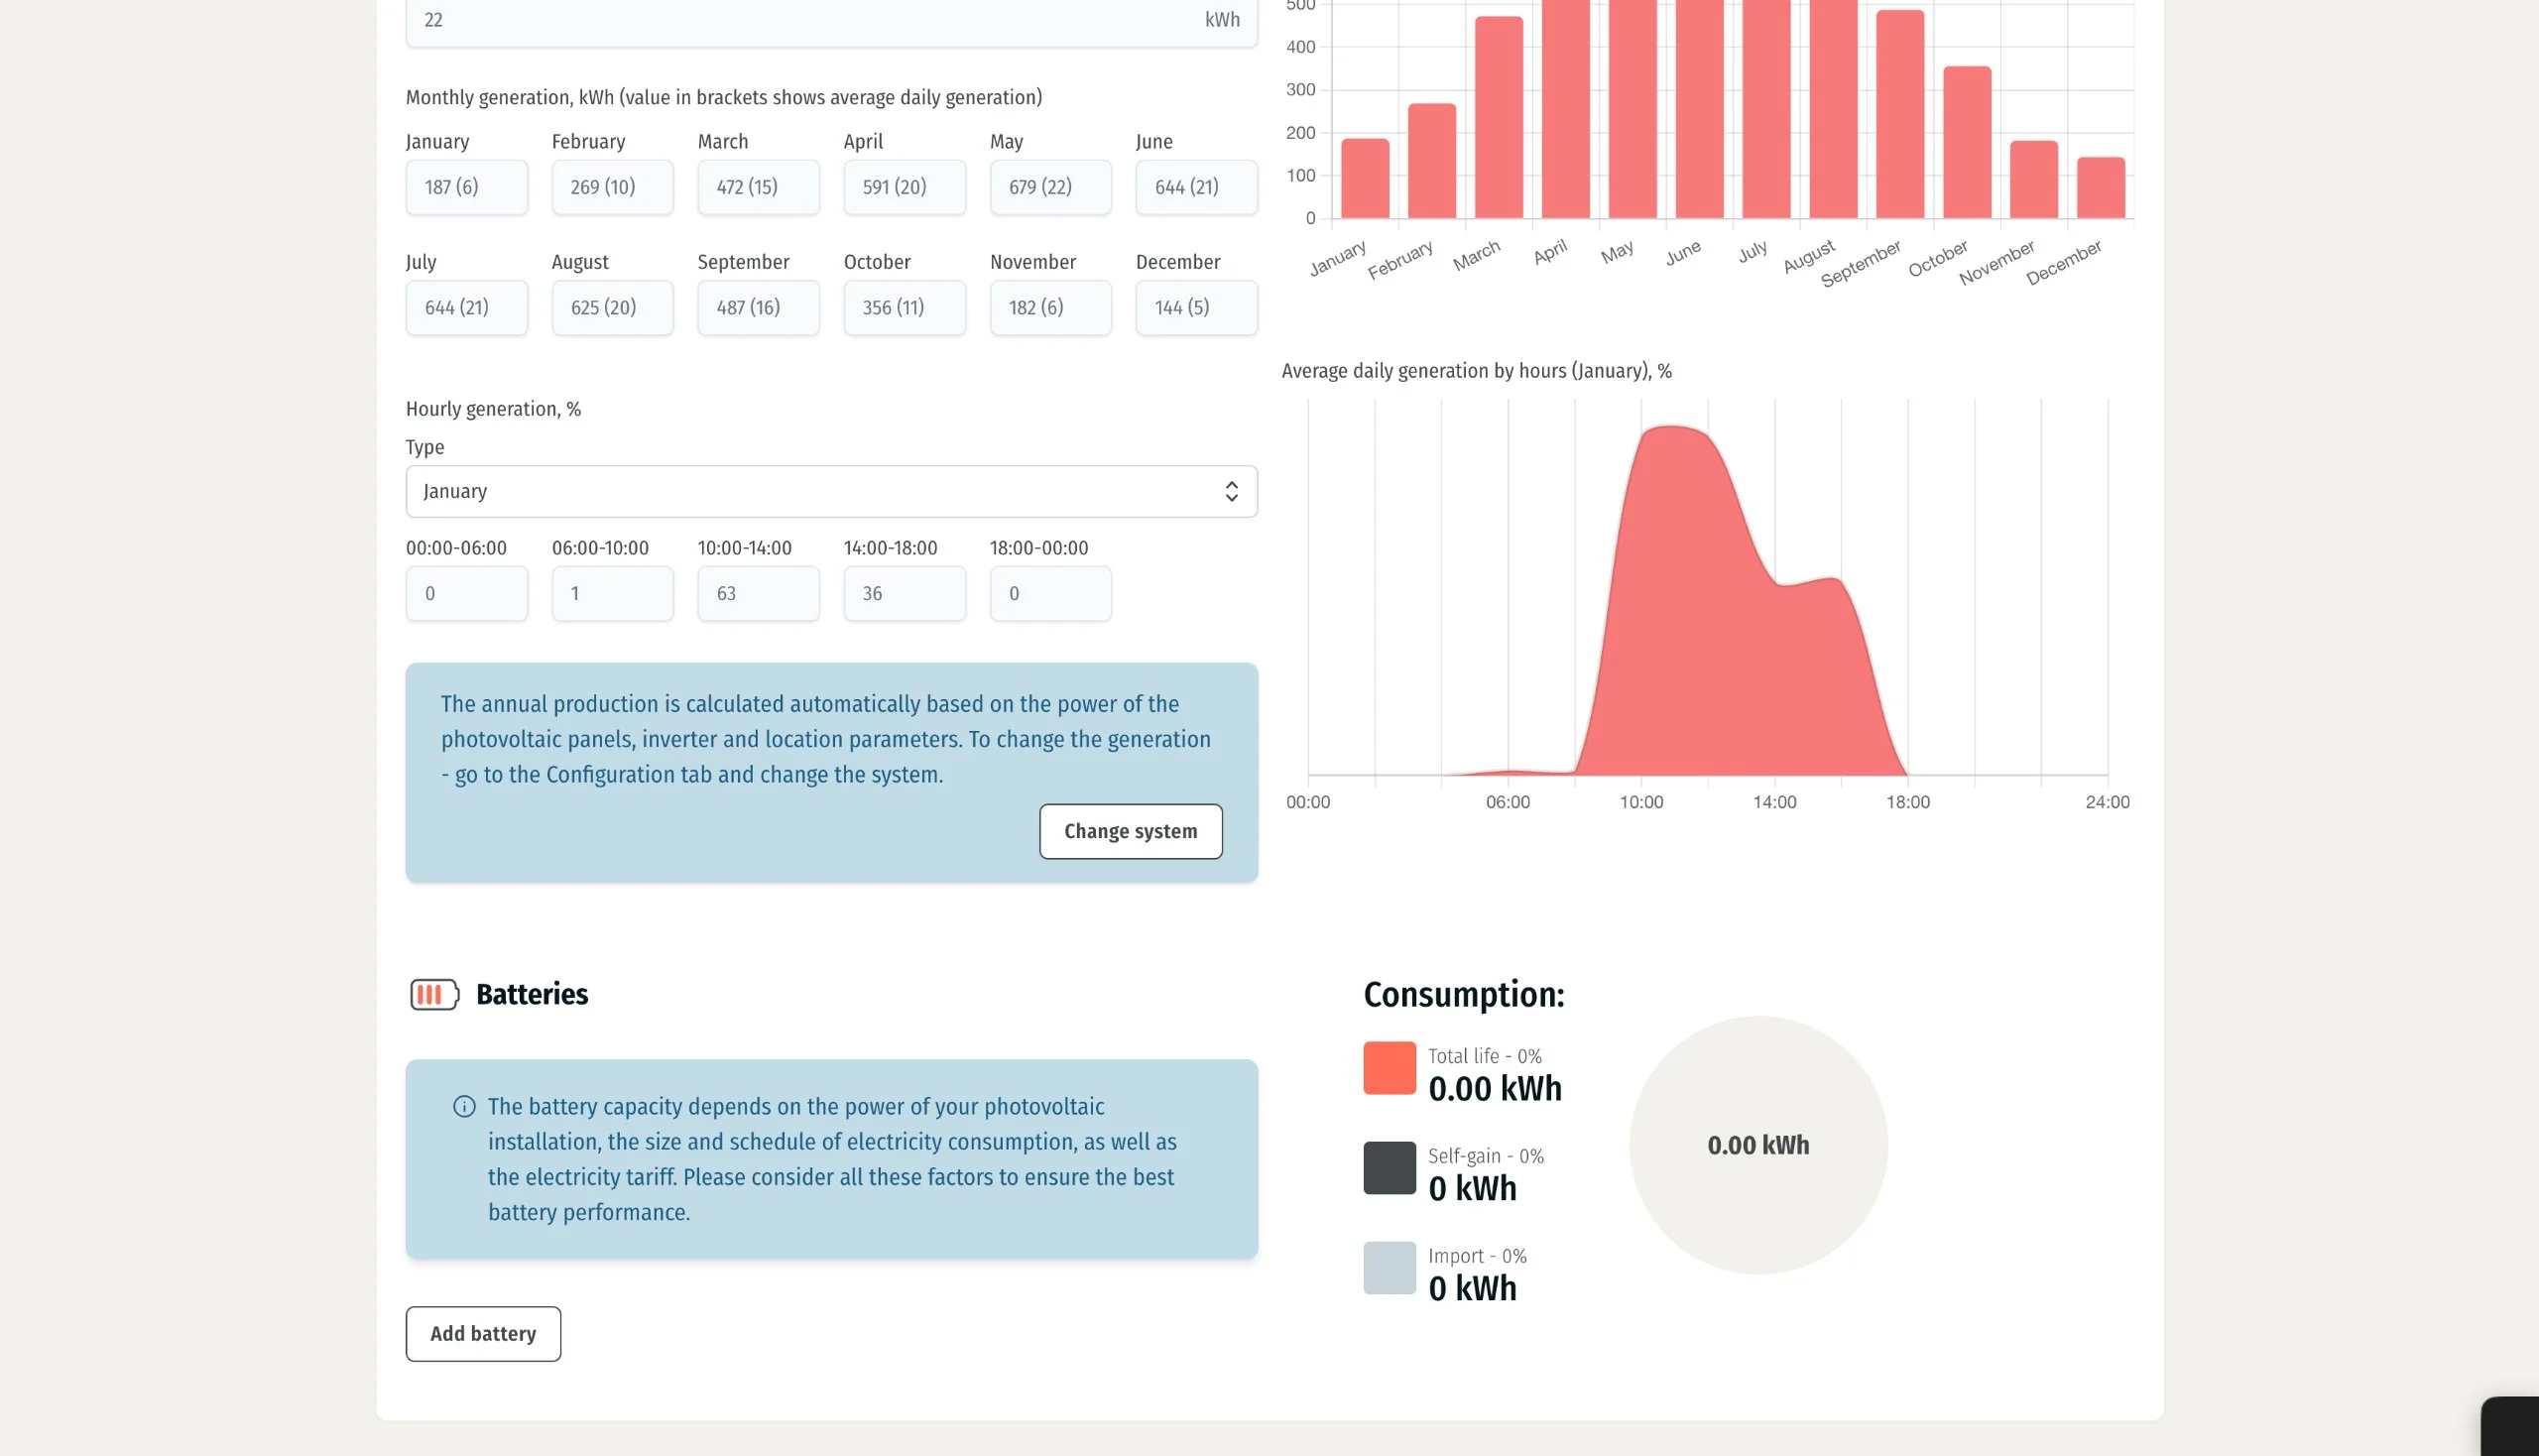 22 kWh
Monthly generation, kWh (value in brackets shows average daily generation)
January February March April May June
187 (6) 269 (10) 472 (15) 591 (20) 679 (22) 644 (21)
July August September October November December
644 (21) 625 (20) 487 (16) 356 (11) 182 (6) 144 (5)
Hourly generation, %
Type
January
00:00-06:00 06:00-10:00 10:00-14:00 14:00-18:00 18:00-00:00
0 1 63 36 0
The annual production is calculated automatically based on the power of the
photovoltaic panels, inverter and location parameters. To change the generation
- go to the Configuration tab and change the system.
Change system
500
400
300
200
100
0
January February March April May June July August September October November December
Average daily generation by hours (January), %
00:00 06:00 10:00 14:00 18:00 24:00
Batteries
The battery capacity depends on the power of your photovoltaic
installation, the size and schedule of electricity consumption, as well as
the electricity tariff. Please consider all these factors to ensure the best
battery performance.
Add battery
Consumption:
Total life - 0%
0.00 kWh
Self-gain - 0%
0 kWh
Import - 0%
0 kWh
0.00 kWh